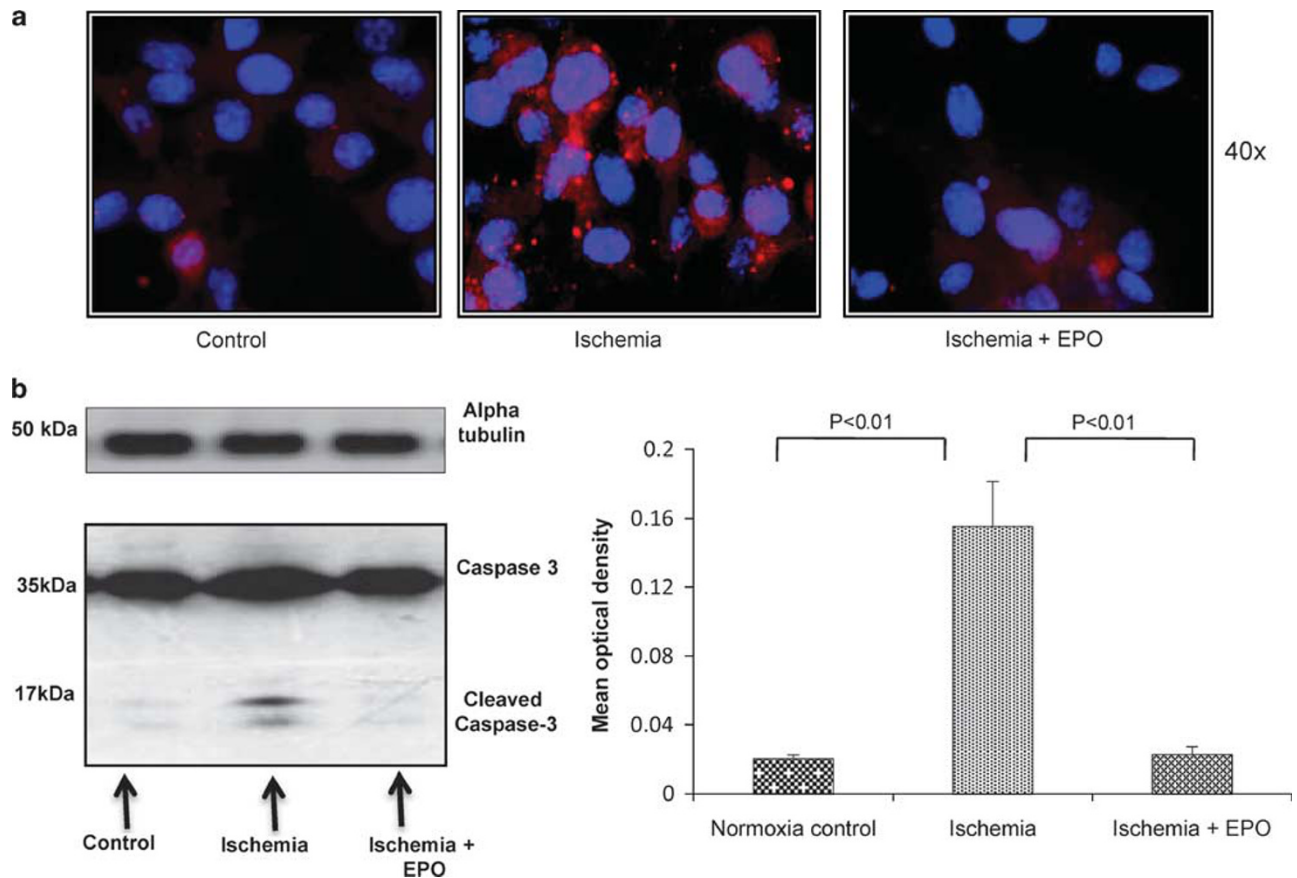 a
Control
Ischemia
Ischemia + EPO
40x
b
50 kDa
Alpha
tubulin
35kDa
Caspase 3
17kDa
Cleaved
Caspase-3
Control
Ischemia
Ischemia +
EPO
P<0.01
P<0.01
Mean optical density
0.2
0.16
0.12
0.08
0.04
0
Normoxia control
Ischemia
Ischemia + EPO